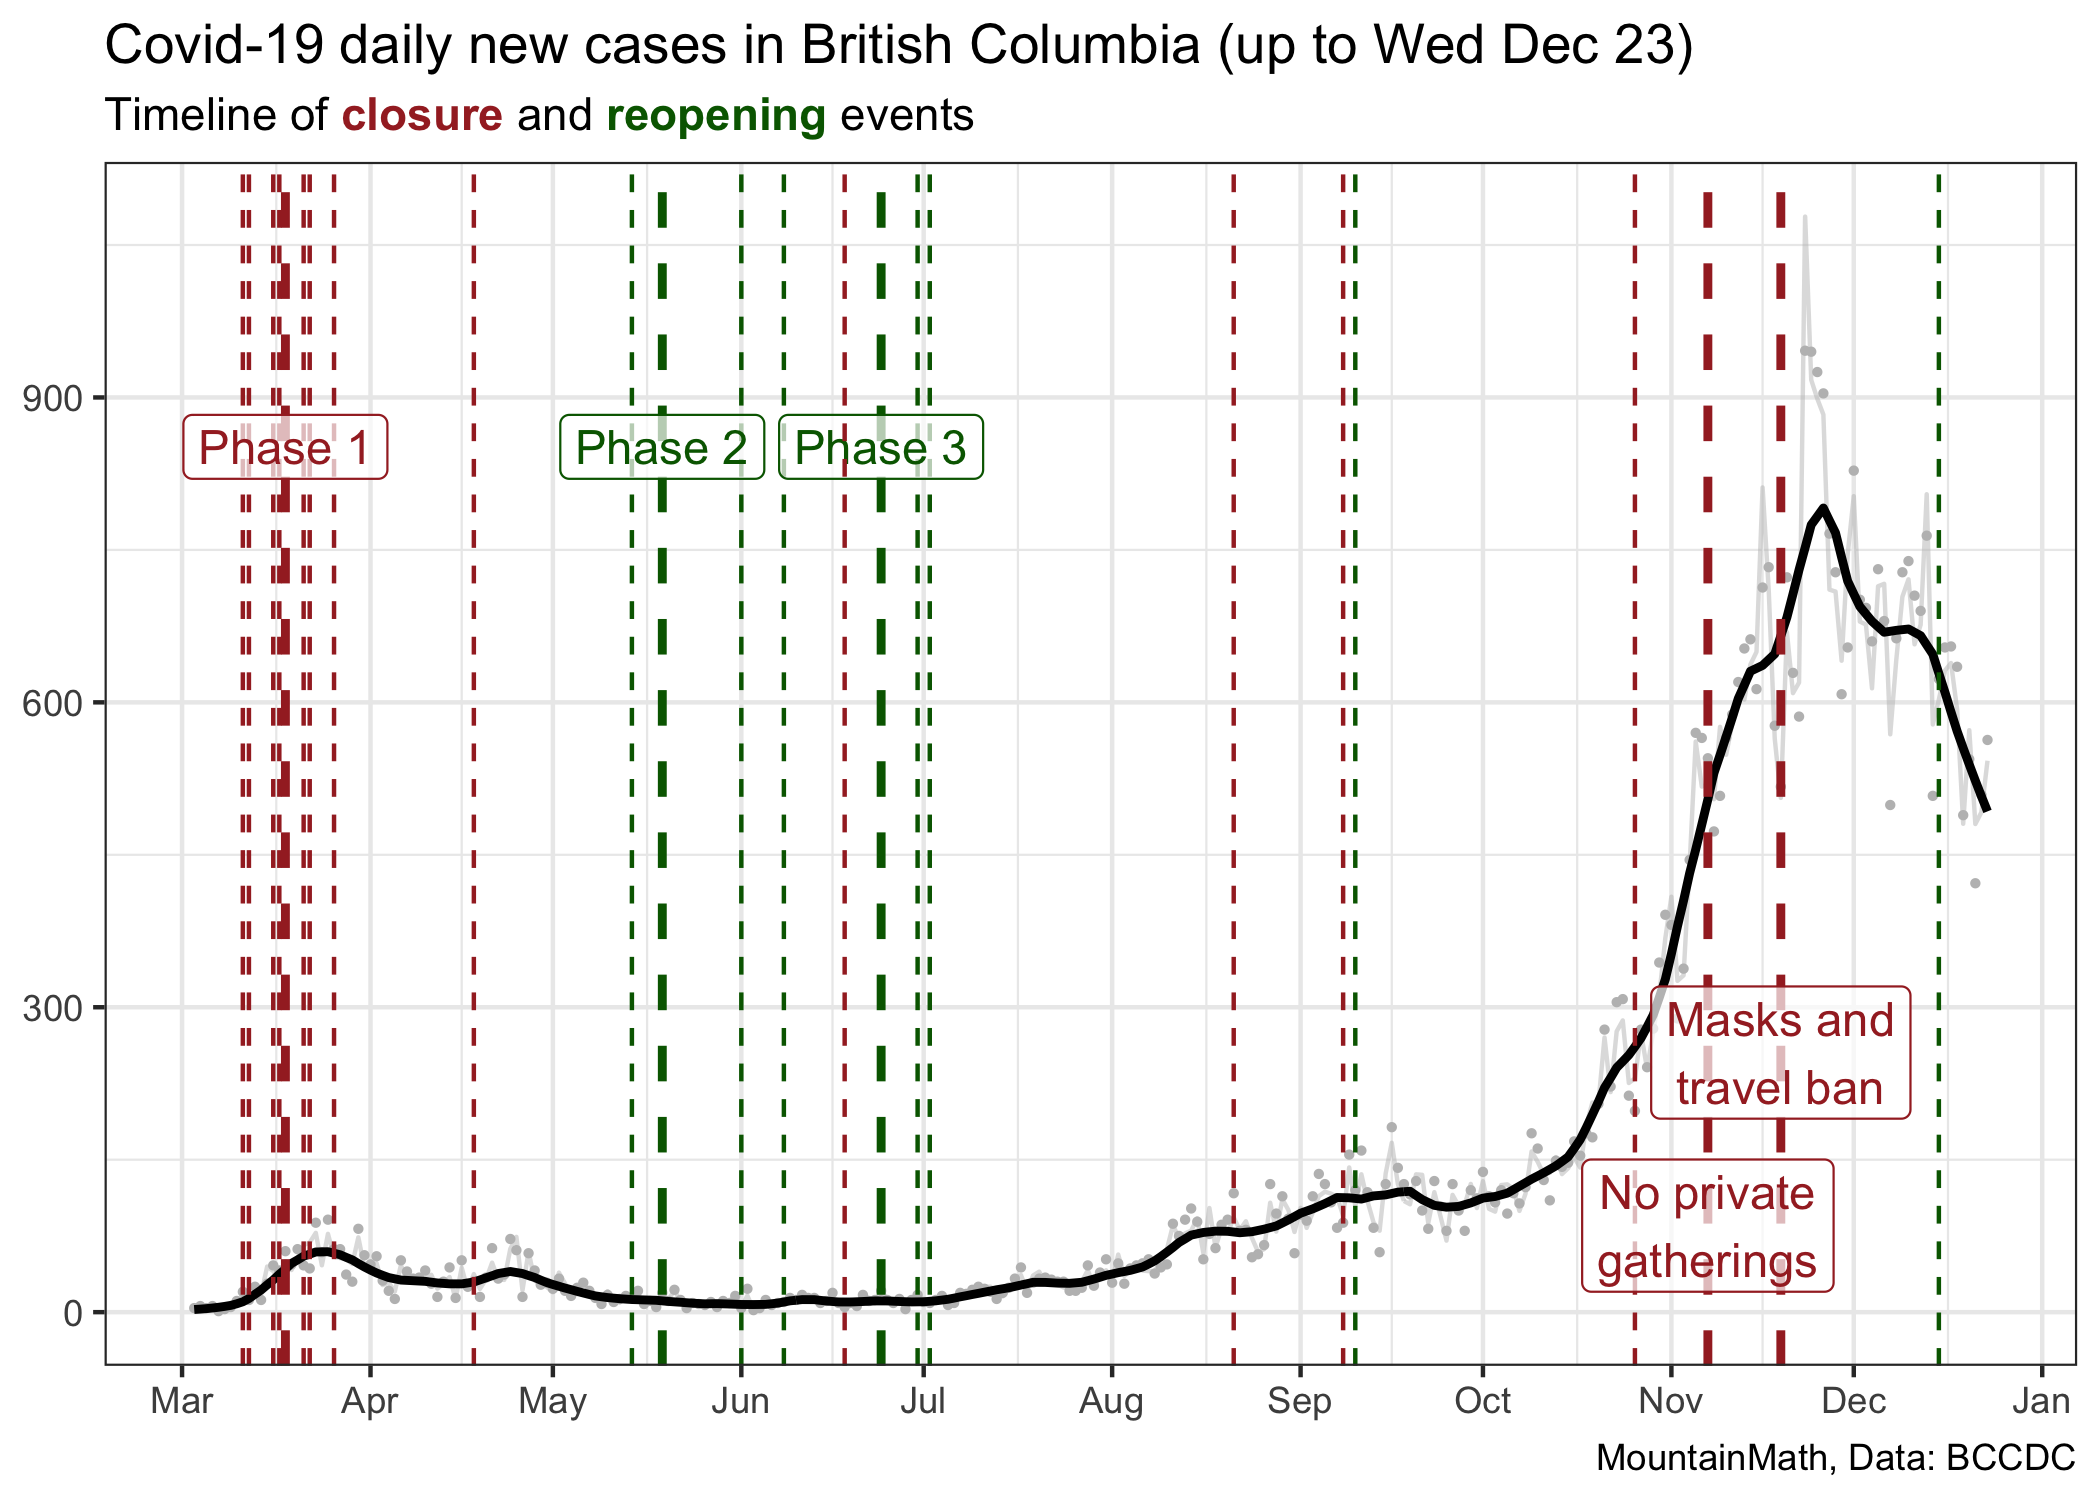 Covid-19 daily new cases in British Columbia (up to Wed Dec 23)
Timeline of closure and reopening events
900
600
300
0
Phase 1
Phase 2
Phase 3
Masks and
travel ban
No private
gatherings
Mar Apr May Jun Jul Aug Sep Oct Nov Dec Jan
MountainMath, Data: BCCDC